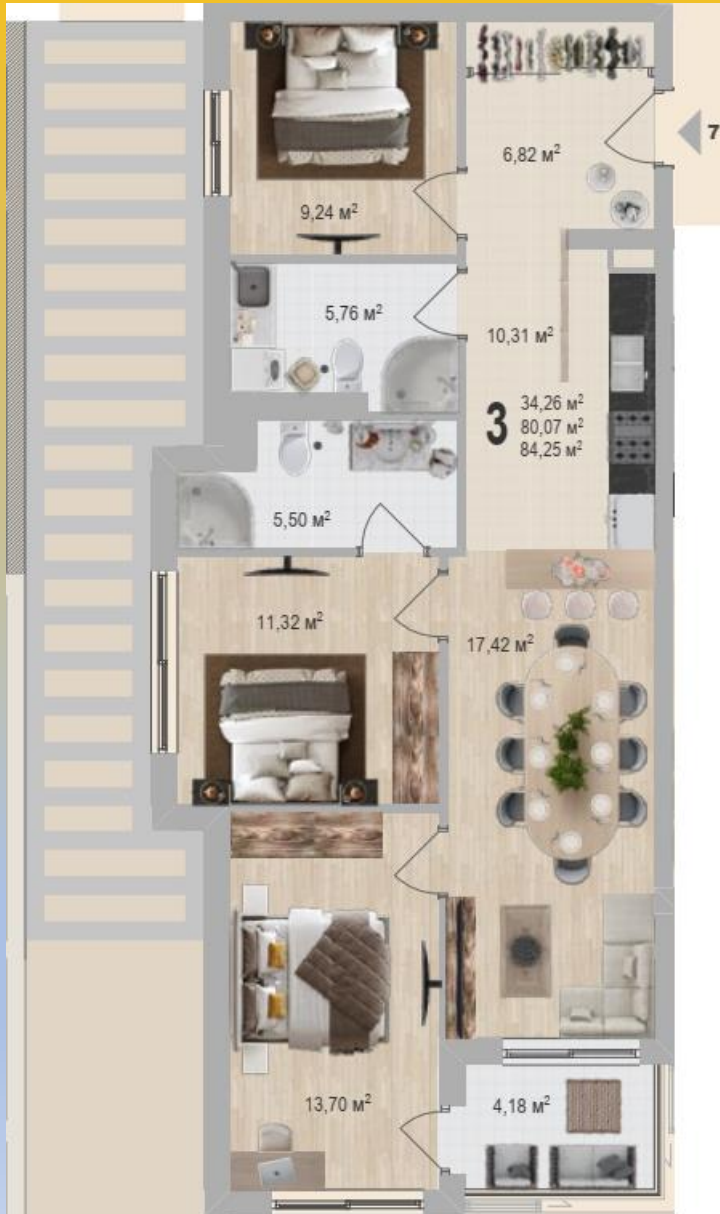 7
6,82 м²
9,24 м²
5,76 м²
10,31 м²
3
34,26 м²
80,07 м²
84,25 м²
5,50 м²
11,32 м²
17,42 м²
13,70 м²
4,18 м²